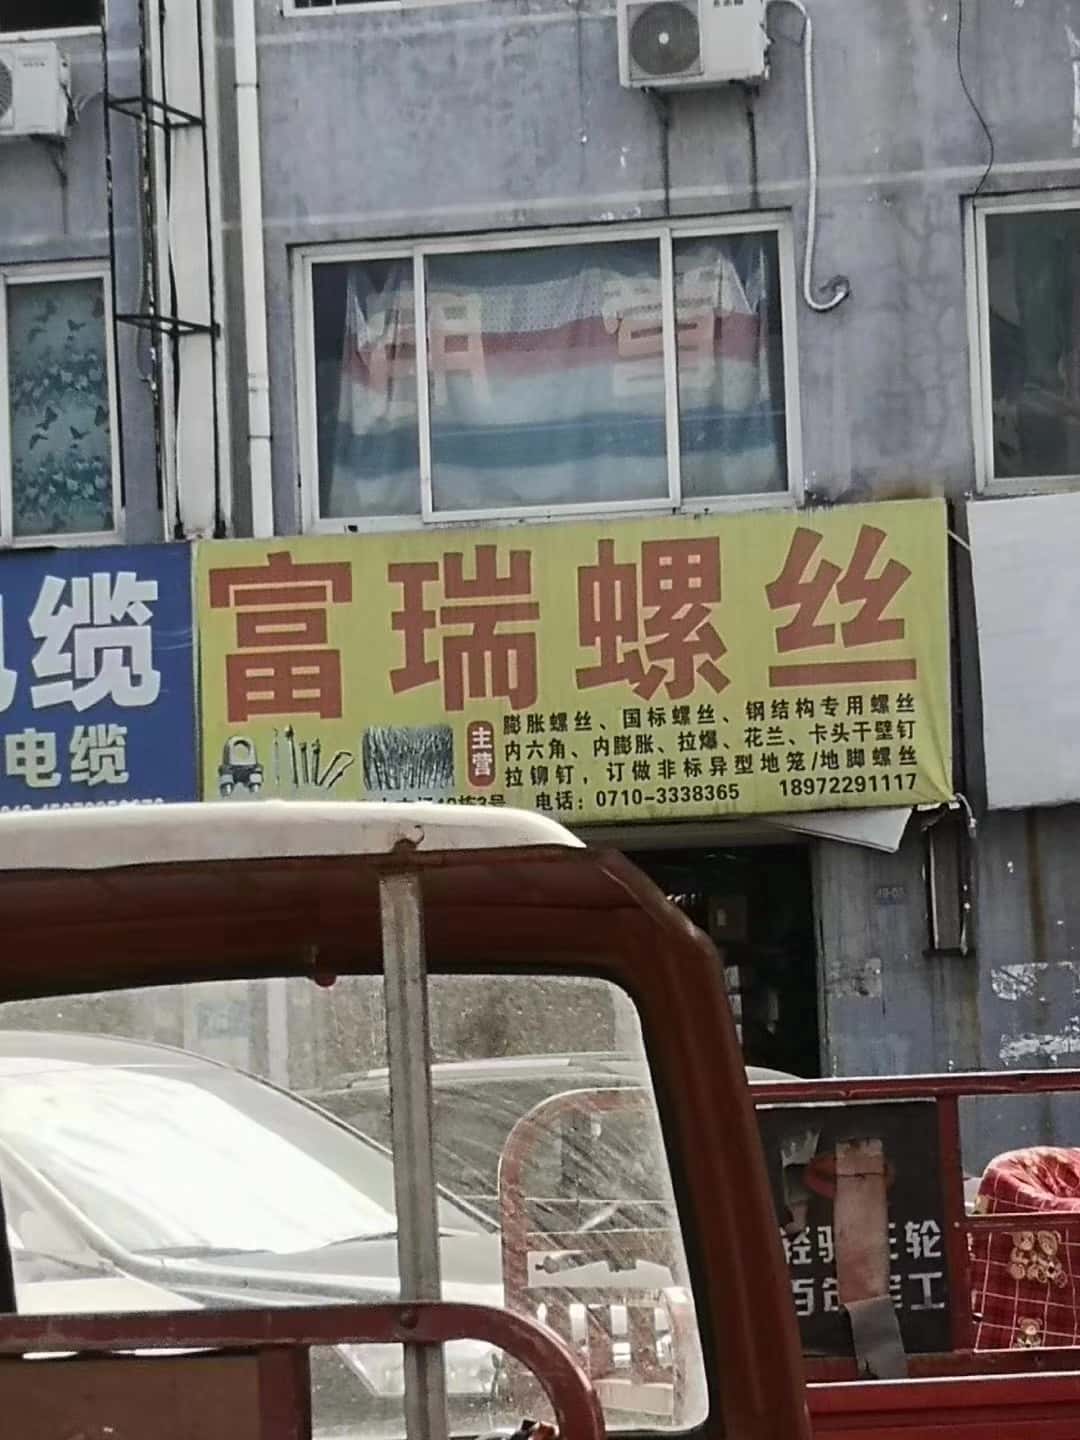 富瑞螺丝
缆
电缆
主营
膨胀螺丝、国标螺丝、钢结构专用螺丝
内六角、内膨胀、拉爆、花兰、卡头干壁钉
拉铆钉，订做非标异型地笼/地脚螺丝
电话：0710-3338365 18972291117
轮
工